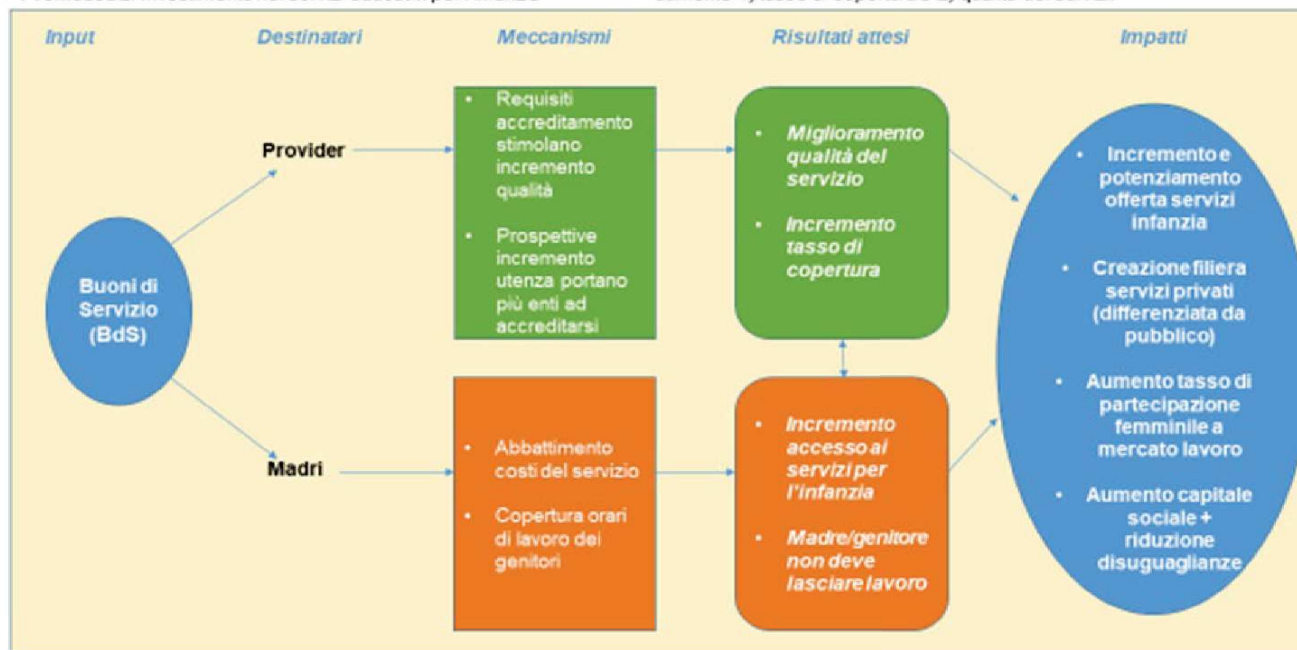 Input Destinatari Meccanismi Risultati attesi Impatti
Buoni di
Servizio
(BdS)
Provider
Madri
• Requisiti
accreditamento
stimolano
incremento
qualità
• Prospettive
incremento
utenza portano
più enti ad
accreditarsi
• Abbattimento
costi del servizio
• Copertura orari
di lavoro dei
genitori
• Miglioramento
qualità del
servizio
• Incremento
tasso di
copertura
• Incremento
accesso ai
servizi per
l'infanzia
• Madre/genitore
non deve
lasciare lavoro
• Incremento e
potenziamento
offerta servizi
infanzia
• Creazione filiera
servizi privati
(differenziata da
pubblico)
• Aumento tasso di
partecipazione
femminile a
mercato lavoro
• Aumento capitale
sociale +
riduzione
disuguaglianze